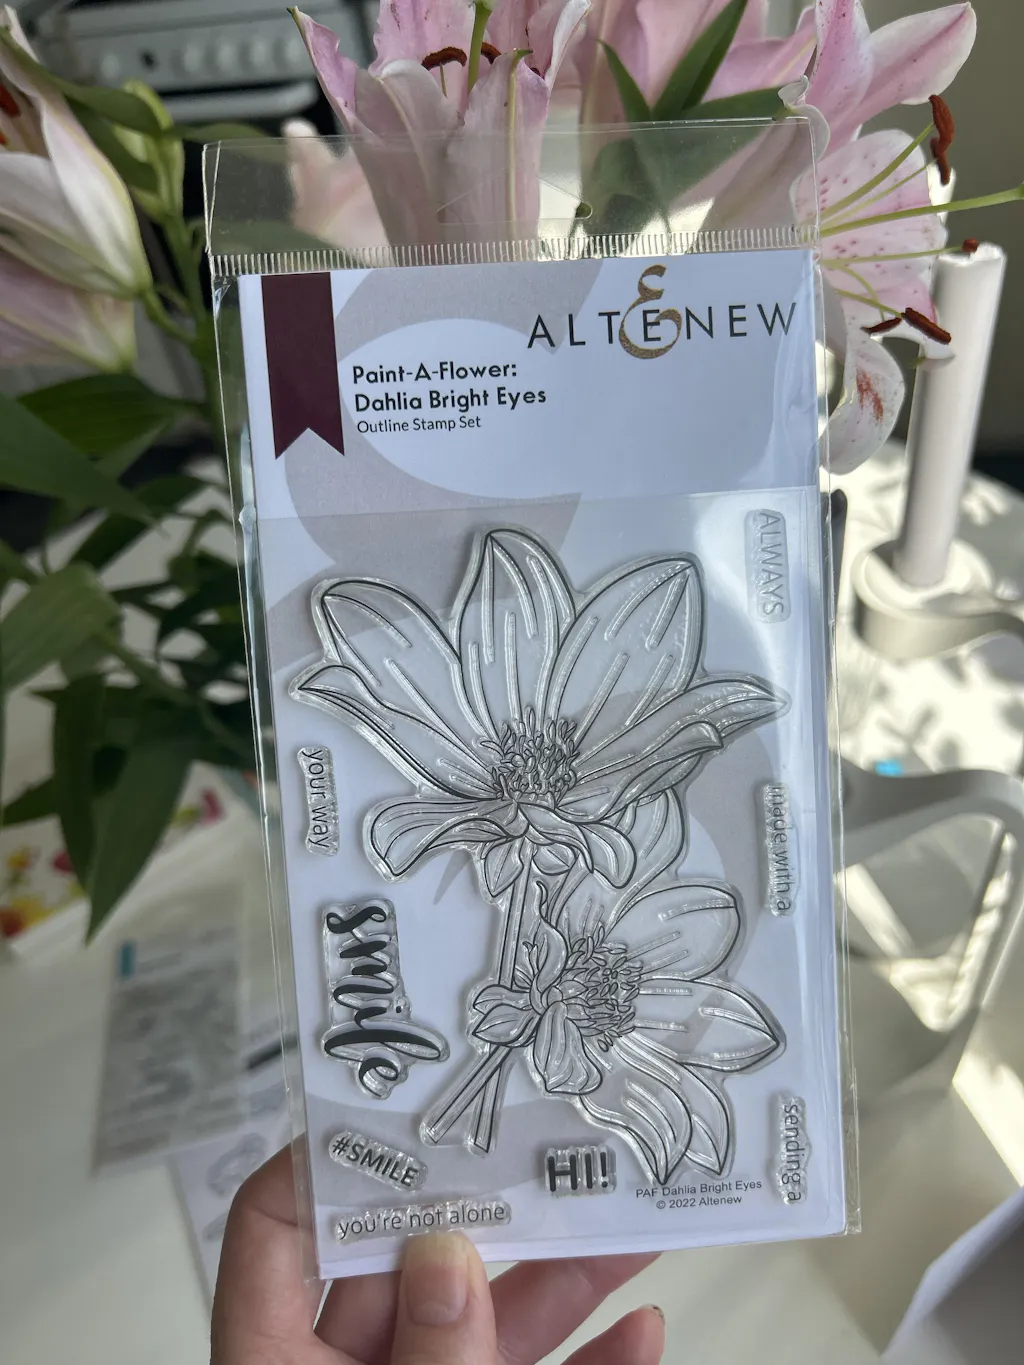 ALTENEW
Paint-A-Flower:
Dahlia Bright Eyes
Outline Stamp Set
ALWAYS
your way
made with a
smile
sending a
#SMILE
HI!
PAF Dahlia Bright Eyes
© 2022 Altenew
you're not alone